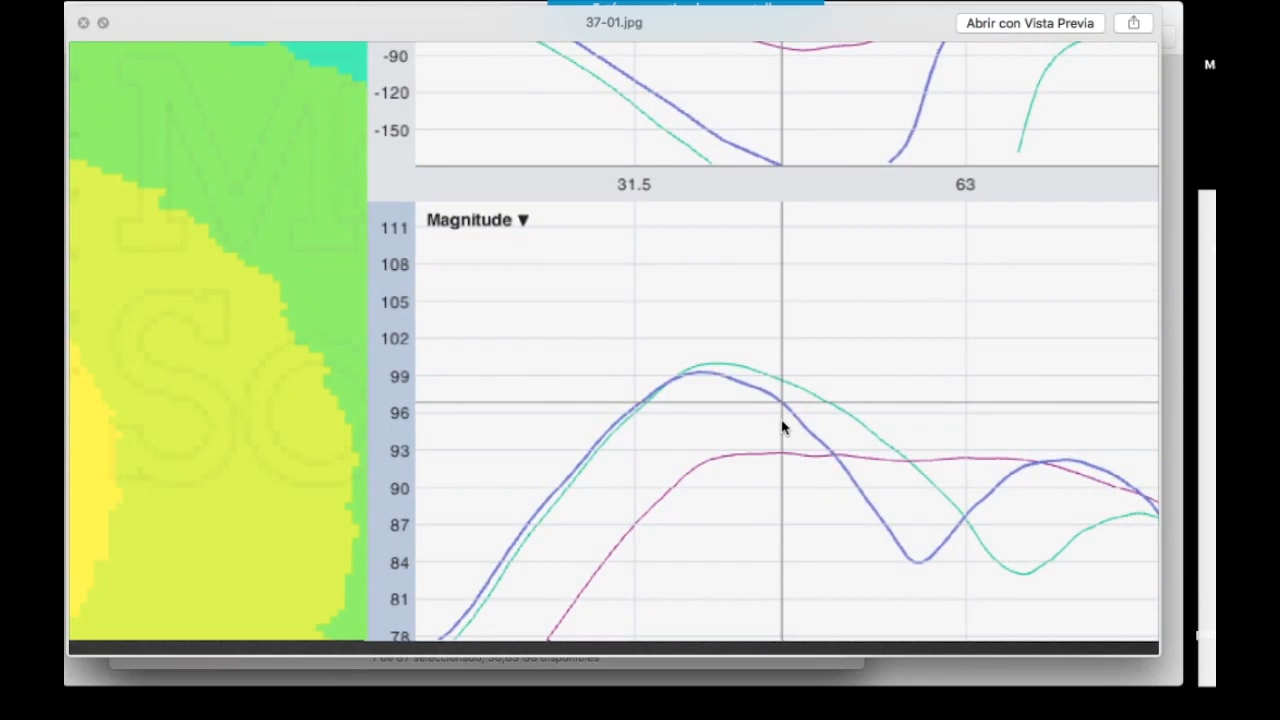 37-01.jpg
Abrir con Vista Previa
M
-90
-120
-150
31.5
63
Magnitude ▼
111
108
105
102
99
96
93
90
87
84
81
78
M
SO